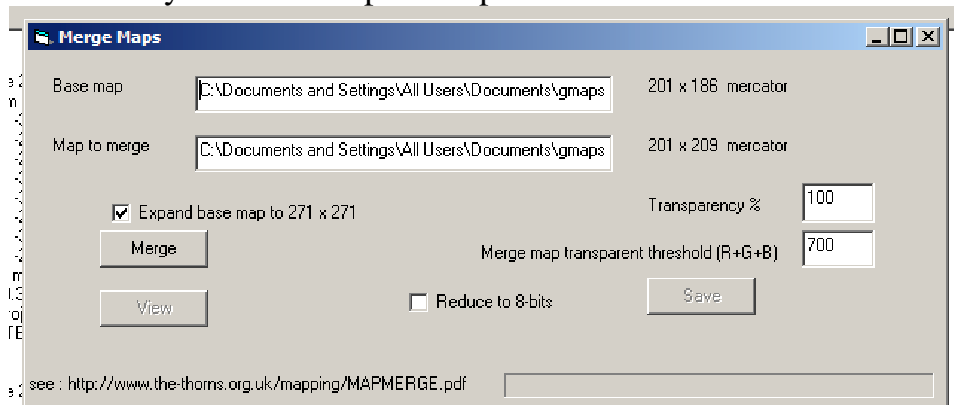 Merge Maps
Base map C:\Documents and Settings\All Users\Documents\gmaps 201 x 186 mercator
Map to merge C:\Documents and Settings\All Users\Documents\gmaps 201 x 209 mercator
Expand base map to 271 x 271 Transparency % 100
Merge Merge map transparent threshold (R+G+B) 700
View Reduce to 8-bits Save
see : http://www.the-thorns.org.uk/mapping/MAPMERGE.pdf